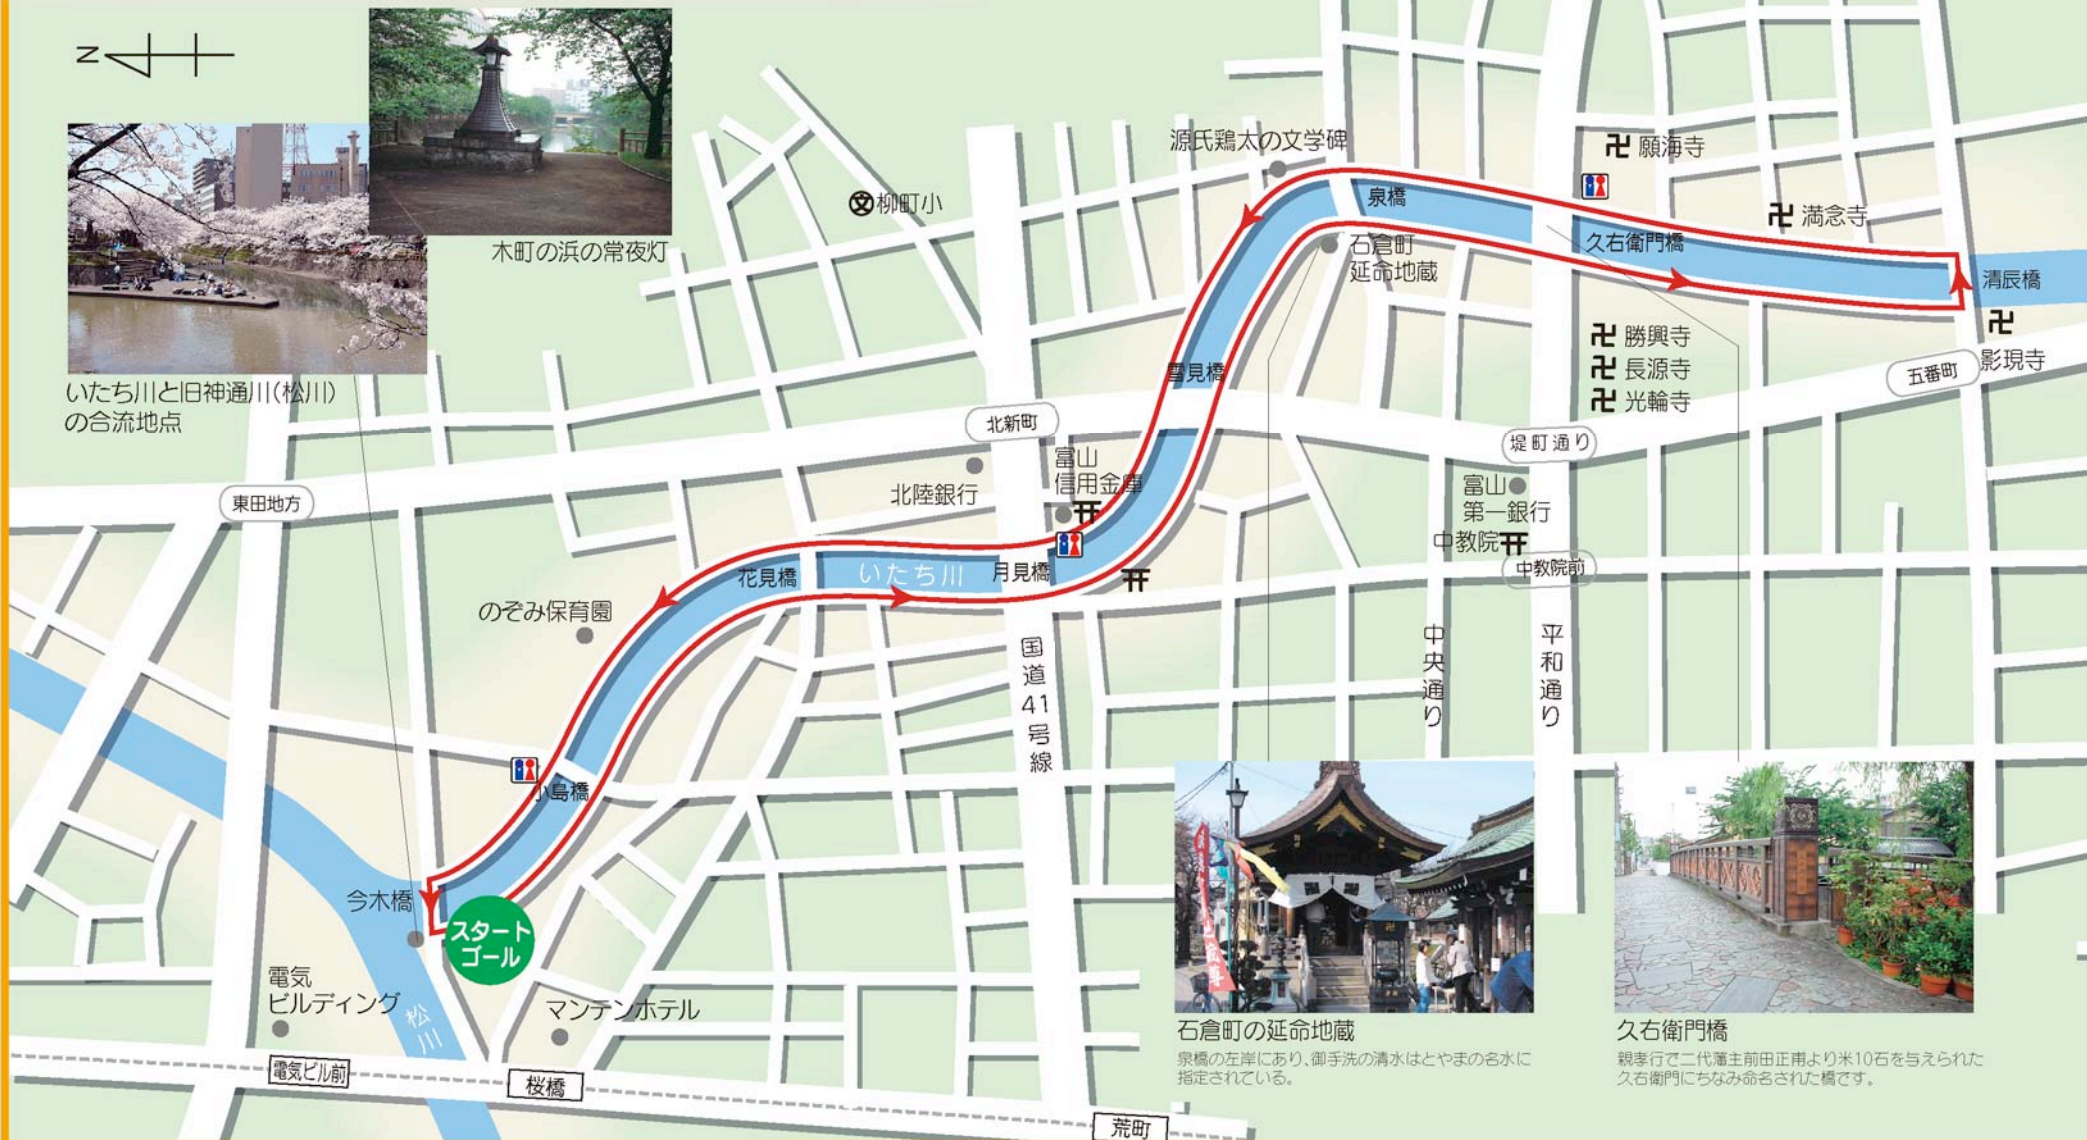 N
木町の浜の常夜灯
いたち川と旧神通川(松川)
の合流地点
柳町小
源氏鶏太の文学碑
泉橋
石倉町
延命地蔵
卍 願海寺
久右衛門橋
卍 満念寺
清辰橋
卍
影現寺
五番町
卍 勝興寺
卍 長源寺
卍 光輪寺
雪見橋
北新町
堤町通り
富山
信用金庫
北陸銀行
富山
第一銀行
中教院
中教院前
東田地方
花見橋
いたち川
月見橋
のぞみ保育園
国道41号線
中央通り
平和通り
小島橋
今木橋
スタート
ゴール
電気
ビルディング
松川
マンテンホテル
電気ビル前
桜橋
荒町
石倉町の延命地蔵
泉橋の左岸にあり、御手洗の清水はとやまの名水に
指定されている。
久右衛門橋
親孝行で二代藩主前田正甫より米10石を与えられた
久右衛門にちなみ命名された橋です。